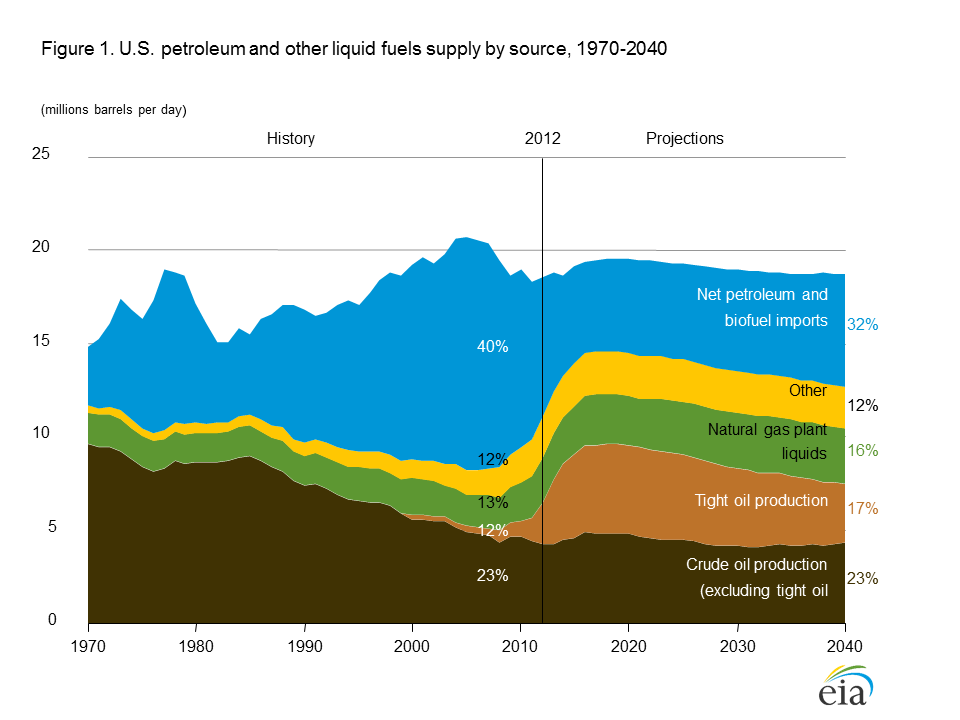 Figure 1. U.S. petroleum and other liquid fuels supply by source, 1970-2040
(millions barrels per day)
History 2012 Projections
25
20
Net petroleum and
biofuel imports
32%
15
40%
Other
12%
10
Natural gas plant
liquids
16%
12%
13%
Tight oil production
17%
5
12%
Crude oil production
(excluding tight oil
23%
23%
0
1970 1980 1990 2000 2010 2020 2030 2040
eia